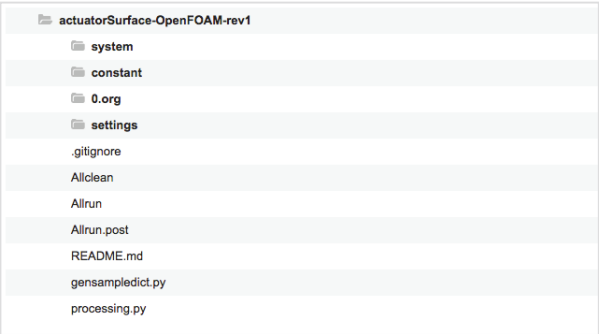 actuatorSurface-OpenFOAM-rev1
system
constant
0.org
settings
.gitignore
Allclean
Allrun
Allrun.post
README.md
gensampledict.py
processing.py